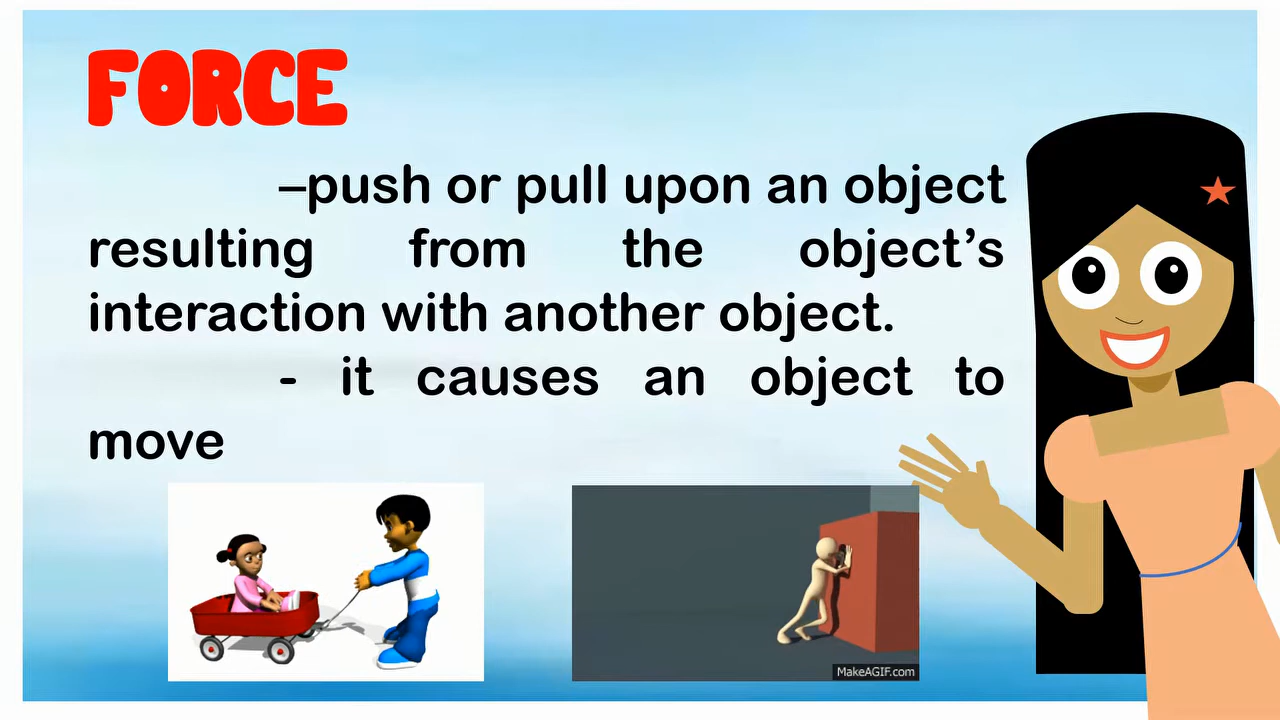 FORCE
–push or pull upon an object
resulting from the object’s
interaction with another object.
- it causes an object to
move
MakeAGIF.com